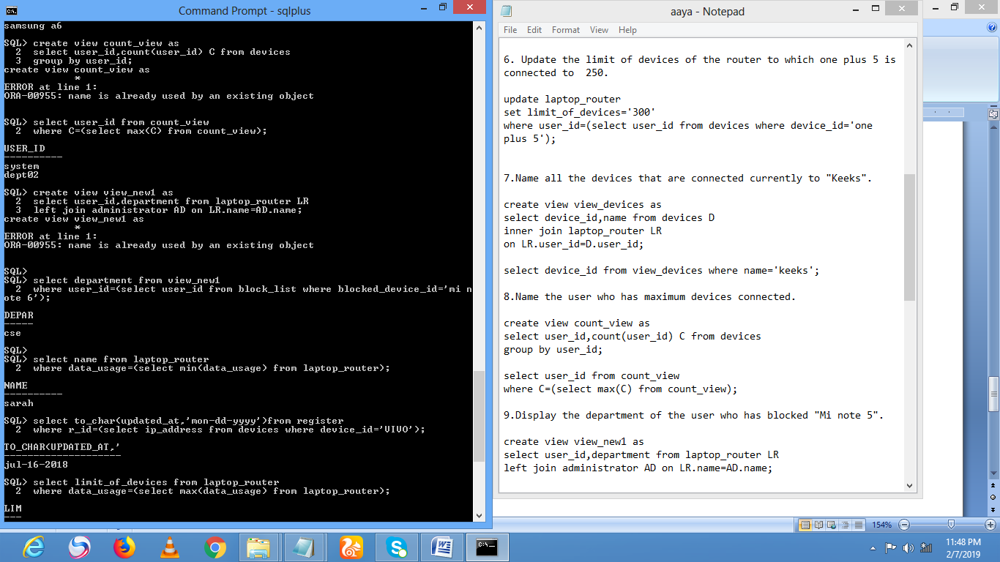 Command Prompt - sqlplus
samsung a6
SQL> create view count_view as
2 select user_id,count(user_id) C from devices
3 group by user_id;
create view count_view as
*
ERROR at line 1:
ORA-00955: name is already used by an existing object
SQL> select user_id from count_view
2 where C=(select max(C) from count_view);
USER_ID
----------
system
dept02
SQL> create view view_new1 as
2 select user_id,department from laptop_router LR
3 left join administrator AD on LR.name=AD.name;
create view view_new1 as
*
ERROR at line 1:
ORA-00955: name is already used by an existing object
SQL>
SQL> select department from view_new1
2 where user_id=(select user_id from block_list where blocked_device_id='mi n
ote 6');
DEPAR
-----
cse
SQL>
SQL> select name from laptop_router
2 where data_usage=(select min(data_usage) from laptop_router);
NAME
----------
sarah
SQL> select to_char(updated_at,'mon-dd-yyyy')from register
2 where r_id=(select ip_address from devices where device_id='VIVO');
TO_CHAR(UPDATED_AT,'
--------------------
jul-16-2018
SQL> select limit_of_devices from laptop_router
2 where data_usage=(select max(data_usage) from laptop_router);
LIM
---
aaya - Notepad
File Edit Format View Help
6. Update the limit of devices of the router to which one plus 5 is
connected to  250.
update laptop_router
set limit_of_devices='300'
where user_id=(select user_id from devices where device_id='one
plus 5');
7.Name all the devices that are connected currently to "Keeks".
create view view_devices as
select device_id,name from devices D
inner join laptop_router LR
on LR.user_id=D.user_id;
select device_id from view_devices where name='keeks';
8.Name the user who has maximum devices connected.
create view count_view as
select user_id,count(user_id) C from devices
group by user_id;
select user_id from count_view
where C=(select max(C) from count_view);
9.Display the department of the user who has blocked "Mi note 5".
create view view_new1 as
select user_id,department from laptop_router LR
left join administrator AD on LR.name=AD.name;
154%
11:48 PM
2/7/2019